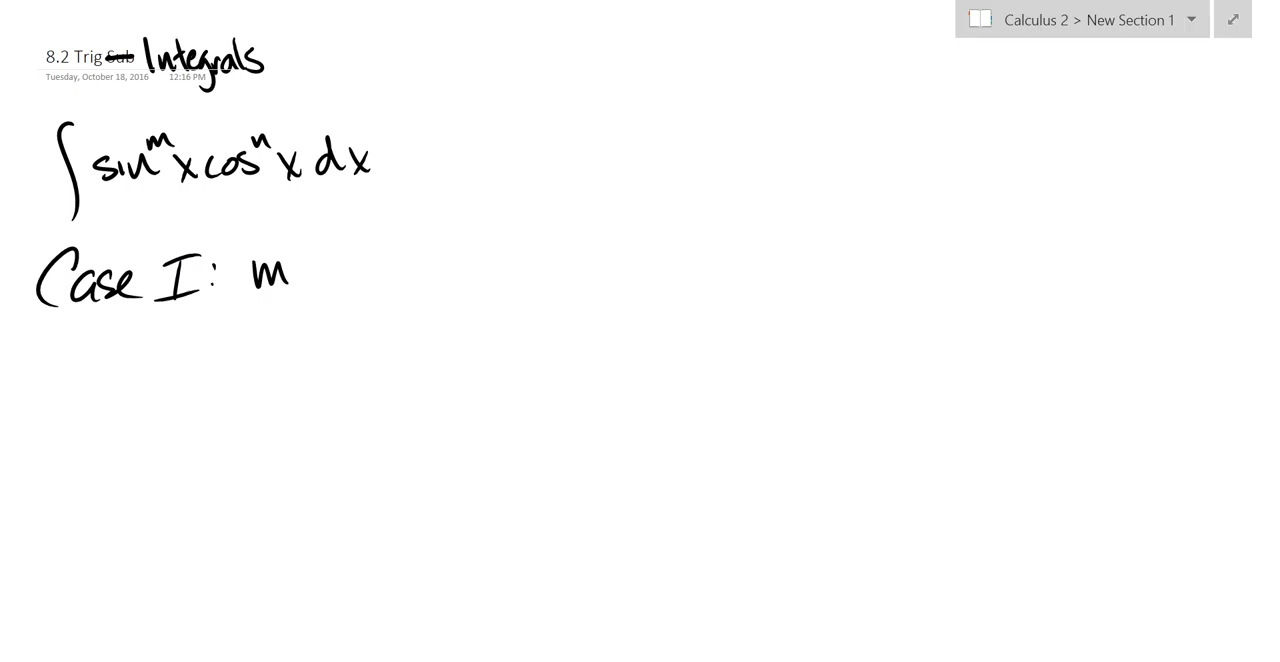 Calculus 2 > New Section 1
8.2 Trig Sub Integrals
Tuesday, October 18, 2016 12:16 PM
∫ sin^m x cos^n x dx
Case I: m